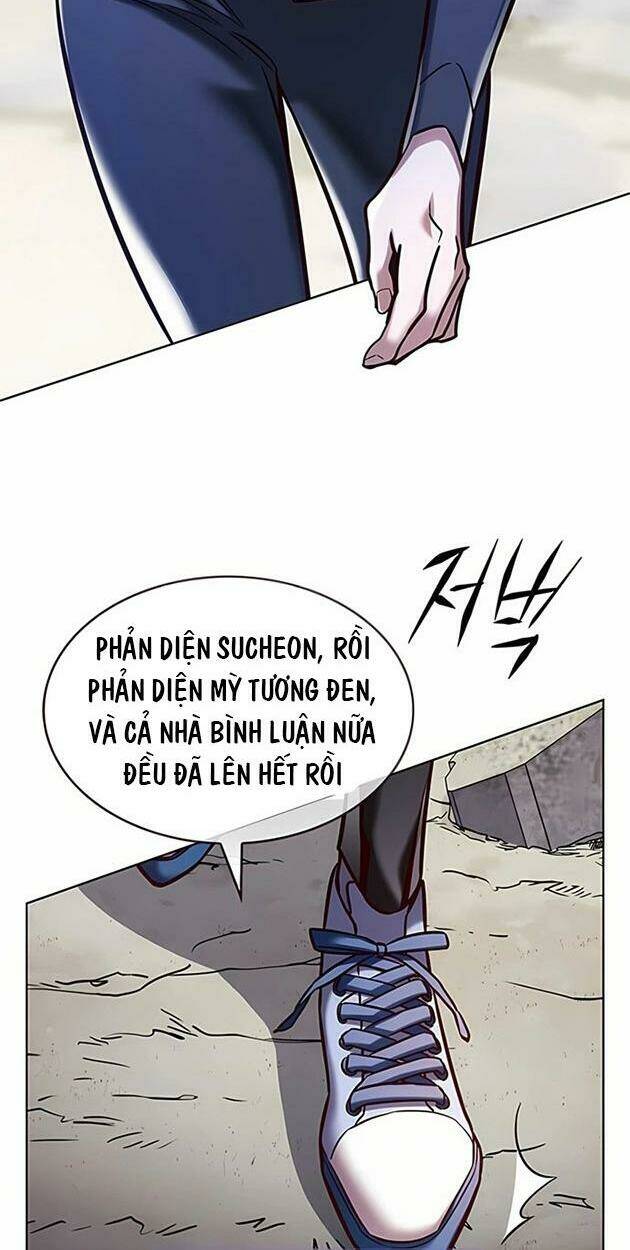 저벅
PHẢN DIỆN SUCHEON, RỒI
PHẢN DIỆN MỲ TƯƠNG ĐEN,
VÀ CẢ NHÀ BÌNH LUẬN NỮA
ĐỀU ĐÃ LÊN HẾT RỒI